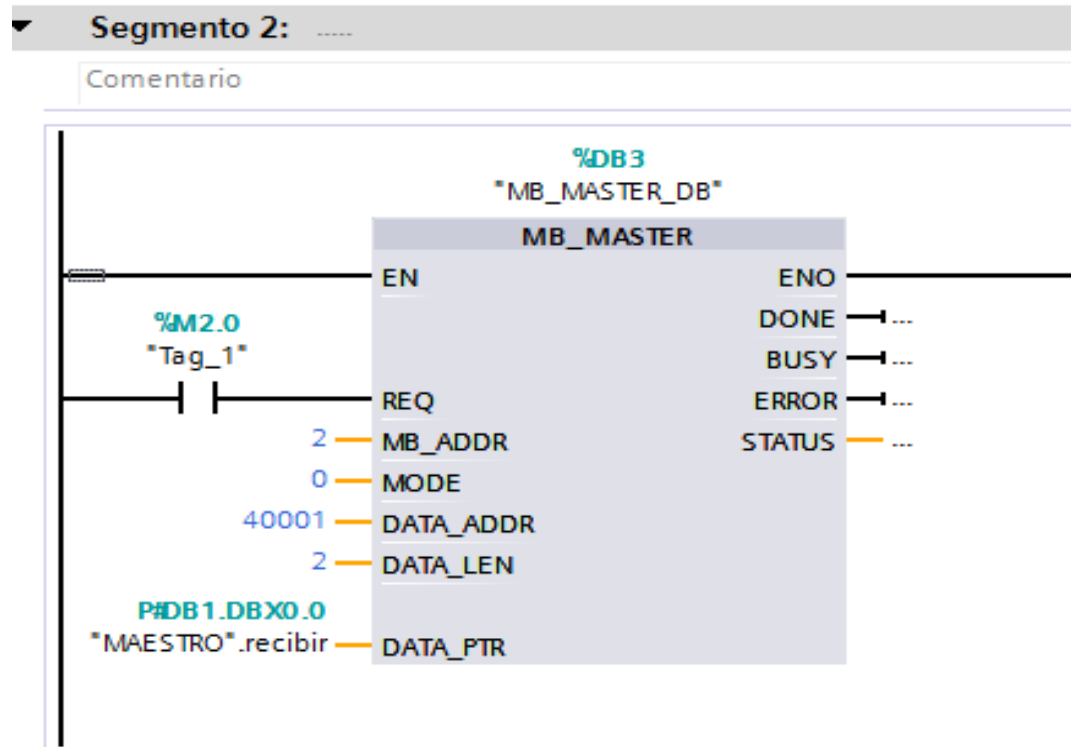 Segmento 2: .....
Comentario
%DB3
"MB_MASTER_DB"
MB_MASTER
EN ENO
%M2.0 DONE ...
"Tag_1" BUSY ...
REQ ERROR ...
2 MB_ADDR STATUS ...
0 MODE
40001 DATA_ADDR
2 DATA_LEN
P#DB1.DBX0.0
"MAESTRO".recibir DATA_PTR